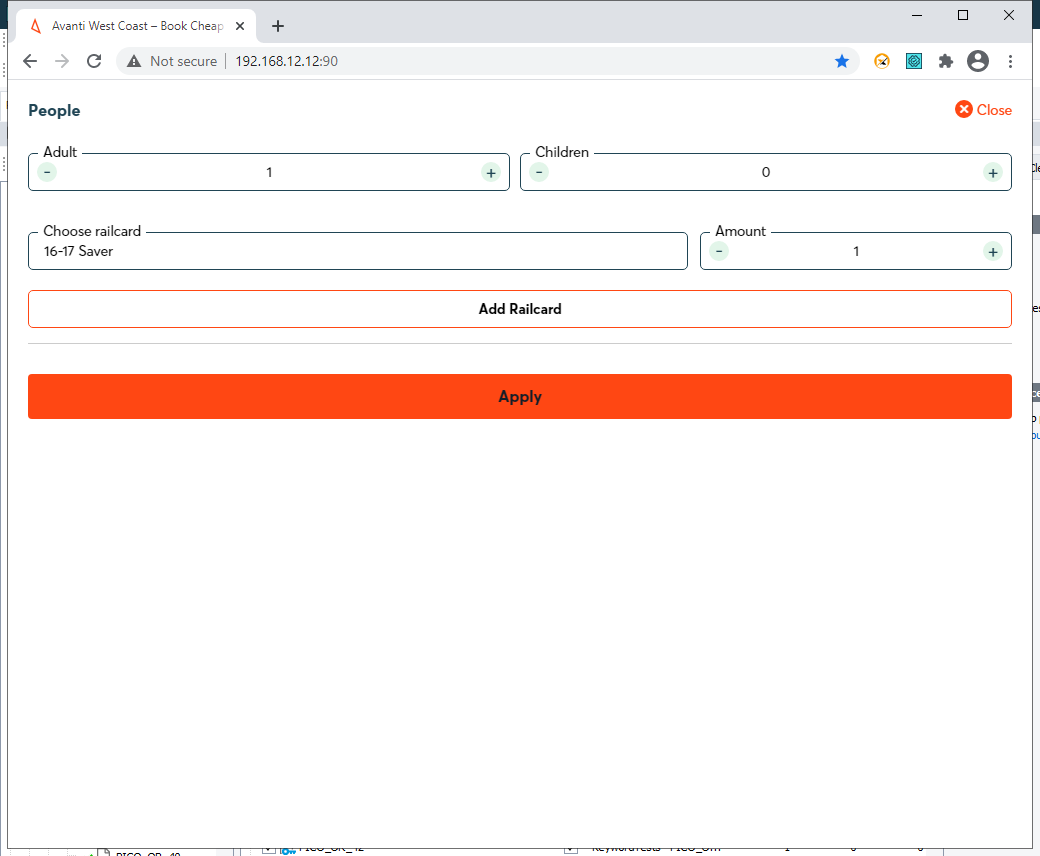 Avanti West Coast – Book Cheap
Not secure
192.168.12.12:90
People
Close
Adult
- 1 +
Children
- 0 +
Choose railcard
16-17 Saver
Amount
- 1 +
Add Railcard
Apply